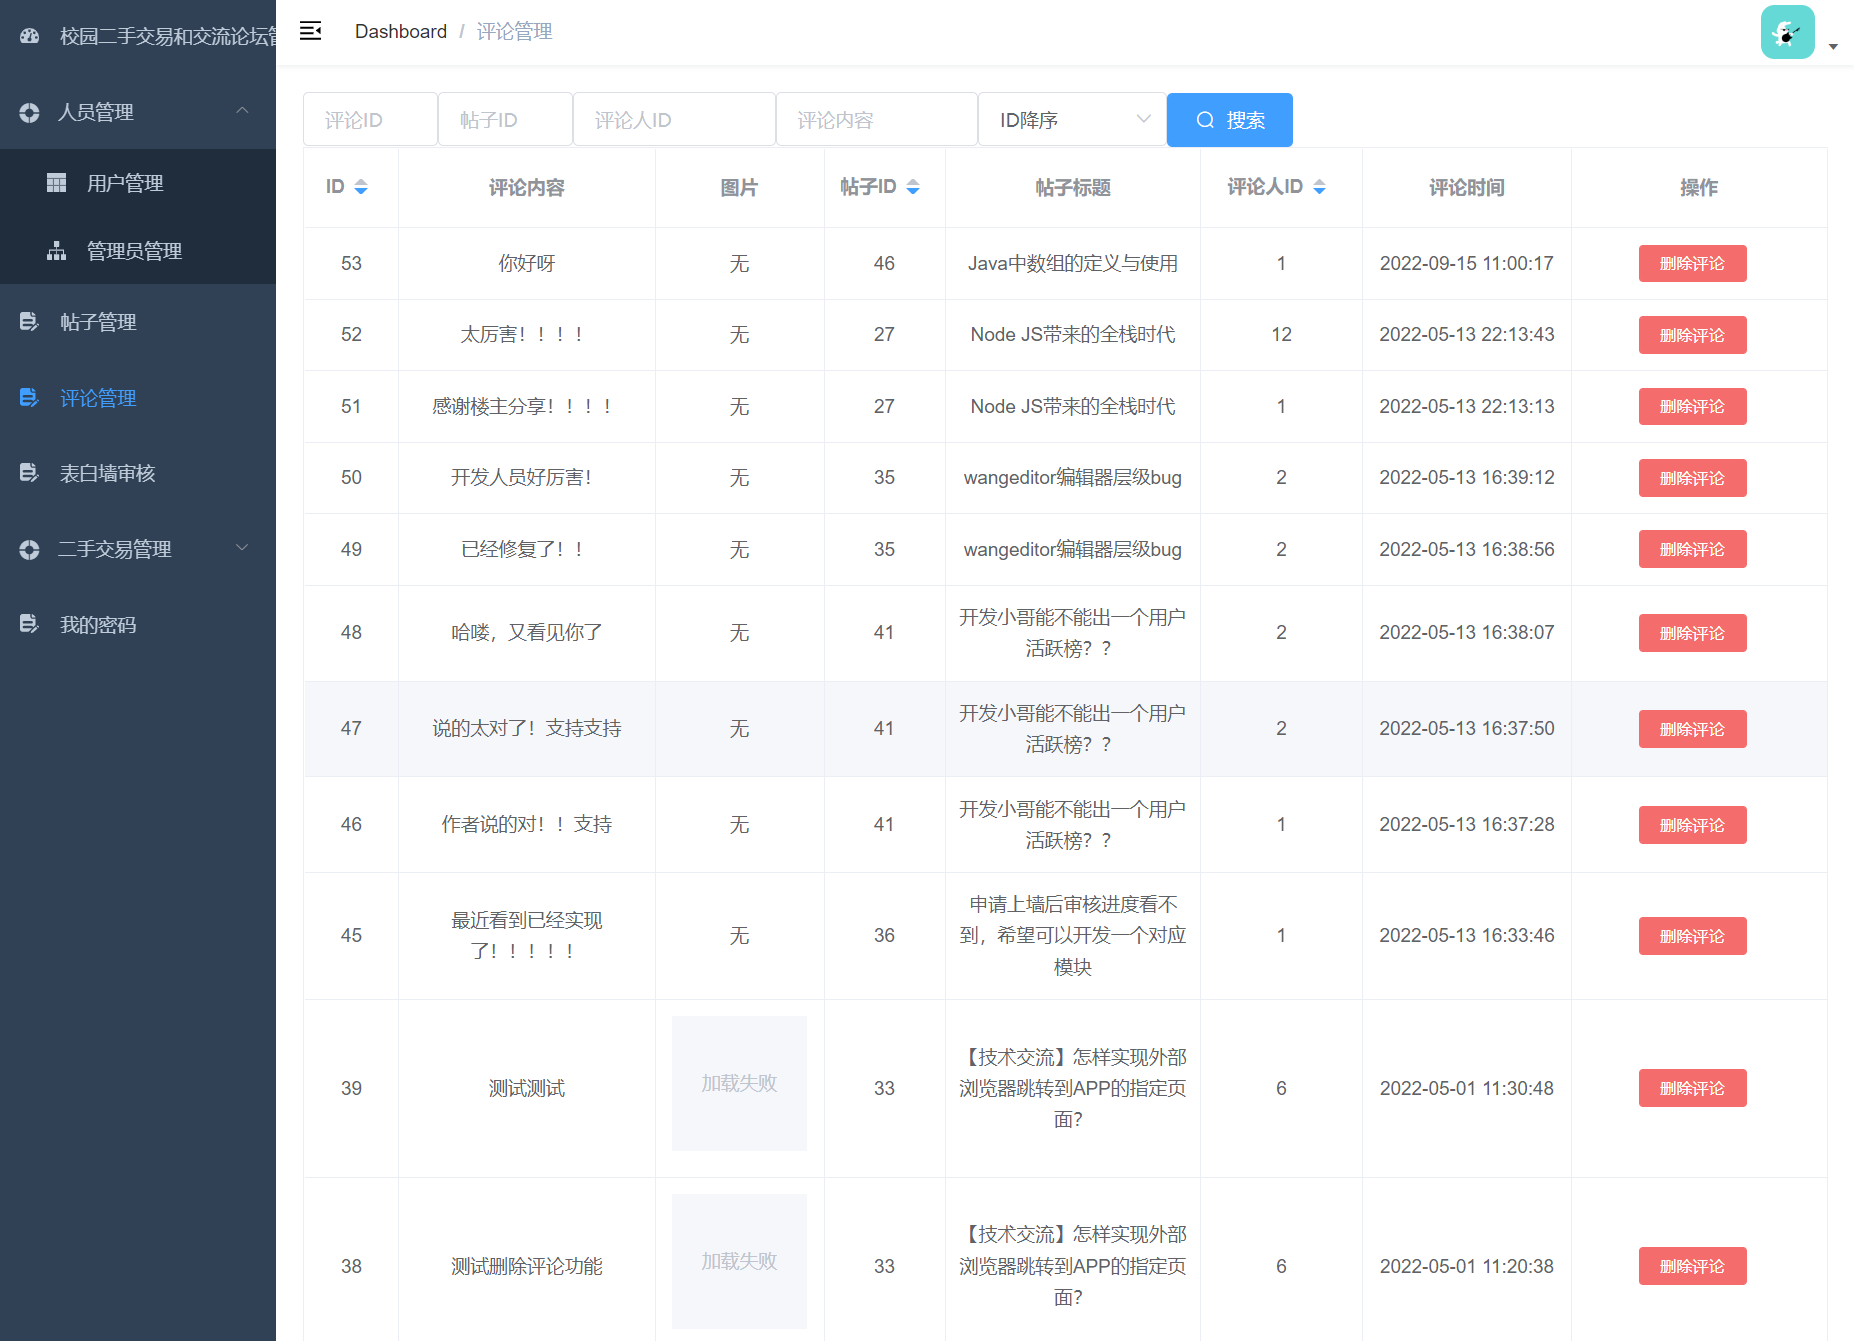 校园二手交易和交流论坛管
人员管理
用户管理
管理员管理
帖子管理
评论管理
表白墙审核
二手交易管理
我的密码
Dashboard / 评论管理
评论ID 帖子ID 评论人ID 评论内容 ID降序 搜索
ID 评论内容 图片 帖子ID 帖子标题 评论人ID 评论时间 操作
53 你好呀 无 46 Java中数组的定义与使用 1 2022-09-15 11:00:17 删除评论
52 太厉害！！！！ 无 27 Node JS带来的全栈时代 12 2022-05-13 22:13:43 删除评论
51 感谢楼主分享！！！！ 无 27 Node JS带来的全栈时代 1 2022-05-13 22:13:13 删除评论
50 开发人员好厉害！ 无 35 wangeditor编辑器层级bug 2 2022-05-13 16:39:12 删除评论
49 已经修复了！！ 无 35 wangeditor编辑器层级bug 2 2022-05-13 16:38:56 删除评论
48 哈喽，又看见你了 无 41 开发小哥能不能出一个用户
活跃榜？？ 2 2022-05-13 16:38:07 删除评论
47 说的太对了！支持支持 无 41 开发小哥能不能出一个用户
活跃榜？？ 2 2022-05-13 16:37:50 删除评论
46 作者说的对！！支持 无 41 开发小哥能不能出一个用户
活跃榜？？ 1 2022-05-13 16:37:28 删除评论
45 最近看到已经实现
了！！！！！ 无 36 申请上墙后审核进度看不
到，希望可以开发一个对应
模块 1 2022-05-13 16:33:46 删除评论
39 测试测试 加载失败 33 【技术交流】怎样实现外部
浏览器跳转到APP的指定页
面？ 6 2022-05-01 11:30:48 删除评论
38 测试删除评论功能 加载失败 33 【技术交流】怎样实现外部
浏览器跳转到APP的指定页
面？ 6 2022-05-01 11:20:38 删除评论